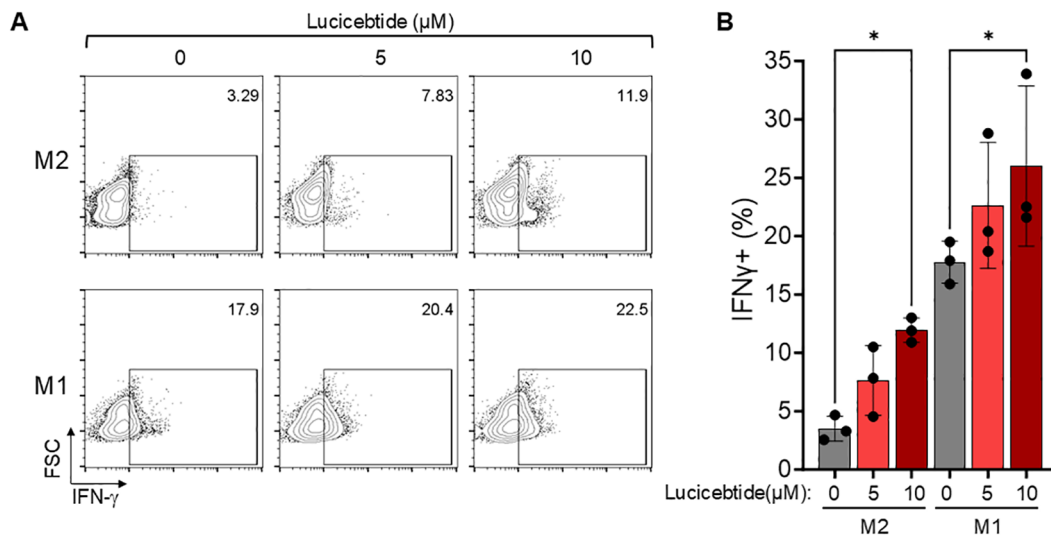 A
Lucicebtide (µM)
0 5 10
M2
3.29 7.83 11.9
M1
17.9 20.4 22.5
FSC
IFN-γ
B
* *
IFNγ+ (%)
35
30
25
20
15
10
5
0
Lucicebtide(µM): 0 5 10 0 5 10
M2 M1